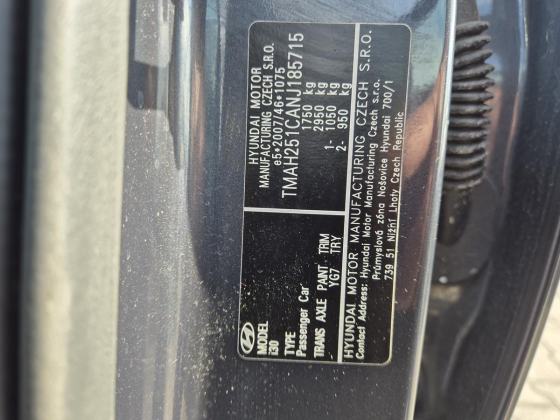 HYUNDAI MOTOR
MANUFACTURING CZECH S.R.O.
e5*2007/46*1075
TMAH251CANJ185715
1750 kg
2950 kg
1- 1050 kg
2- 950 kg
MODEL
i30
TYPE
Passenger Car
TRANS AXLE PAINT TRIM
YG7 TRY
HYUNDAI MOTOR MANUFACTURING CZECH S.R.O.
Contact Address: Hyundai Motor Manufacturing Czech s.r.o.
Průmyslová zóna Nošovice Hyundai 700/1
739 51 Nižní Lhoty Czech Republic